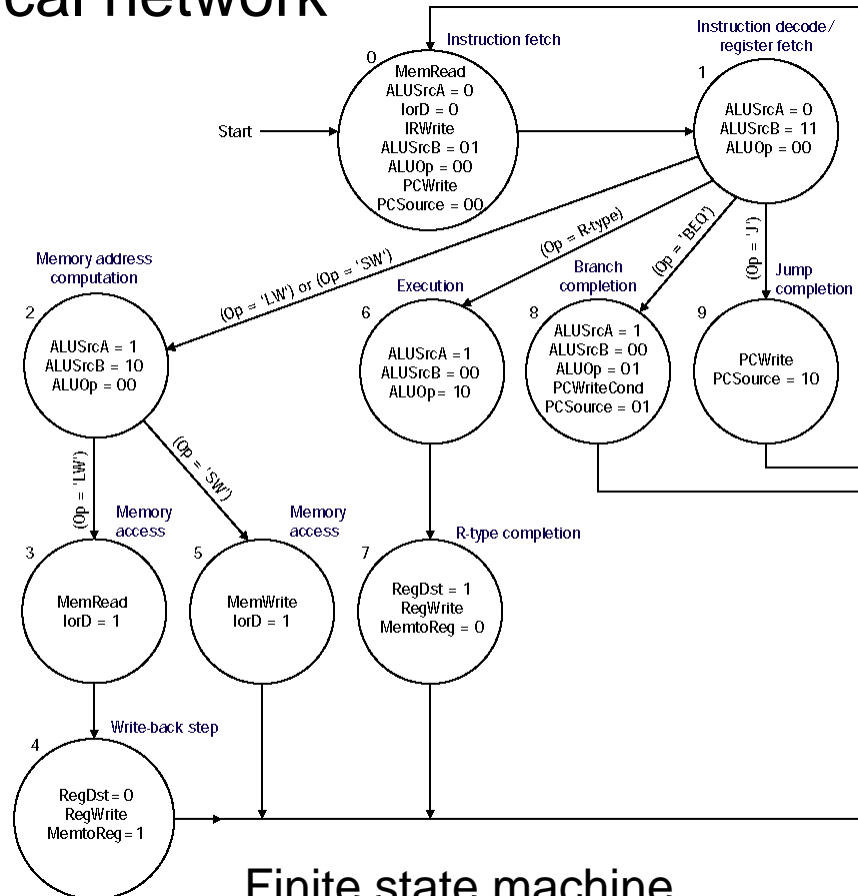 cal network
Instruction fetch
0
MemRead
ALUSrcA = 0
IorD = 0
IRWrite
ALUSrcB = 01
ALUOp = 00
PCWrite
PCSource = 00
Start
Instruction decode/
register fetch
1
ALUSrcA = 0
ALUSrcB = 11
ALUOp = 00
(Op = 'LW') or (Op = 'SW')
(Op = R-type)
(Op = 'BEQ')
(Op = 'J')
Memory address
computation
2
ALUSrcA = 1
ALUSrcB = 10
ALUOp = 00
Execution
6
ALUSrcA =1
ALUSrcB = 00
ALUOp= 10
Branch
completion
8
ALUSrcA = 1
ALUSrcB = 00
ALUOp = 01
PCWriteCond
PCSource = 01
Jump
completion
9
PCWrite
PCSource = 10
(Op = 'LW')
(Op = 'SW')
Memory
access
3
MemRead
IorD = 1
Memory
access
5
MemWrite
IorD = 1
R-type completion
7
RegDst = 1
RegWrite
MemtoReg = 0
Write-back step
4
RegDst= 0
RegWrite
MemtoReg= 1
Finite state machine